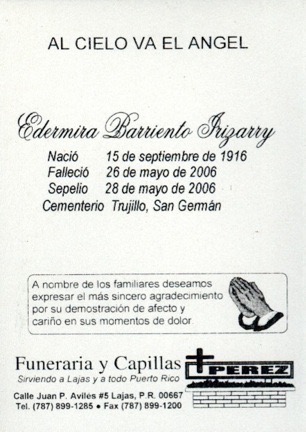 AL CIELO VA EL ANGEL
Edermira Barriento Irizarry
Nació 15 de septiembre de 1916
Falleció 26 de mayo de 2006
Sepelio 28 de mayo de 2006
Cementerio Trujillo, San Germán
A nombre de los familiares deseamos
expresar el más sincero agradecimiento
por su demostración de afecto y
cariño en sus momentos de dolor.
Funeraria y Capillas PEREZ
Sirviendo a Lajas y a todo Puerto Rico
Calle Juan P. Aviles #5 Lajas, P.R. 00667
Tel. (787) 899-1285 • Fax (787) 899-1200